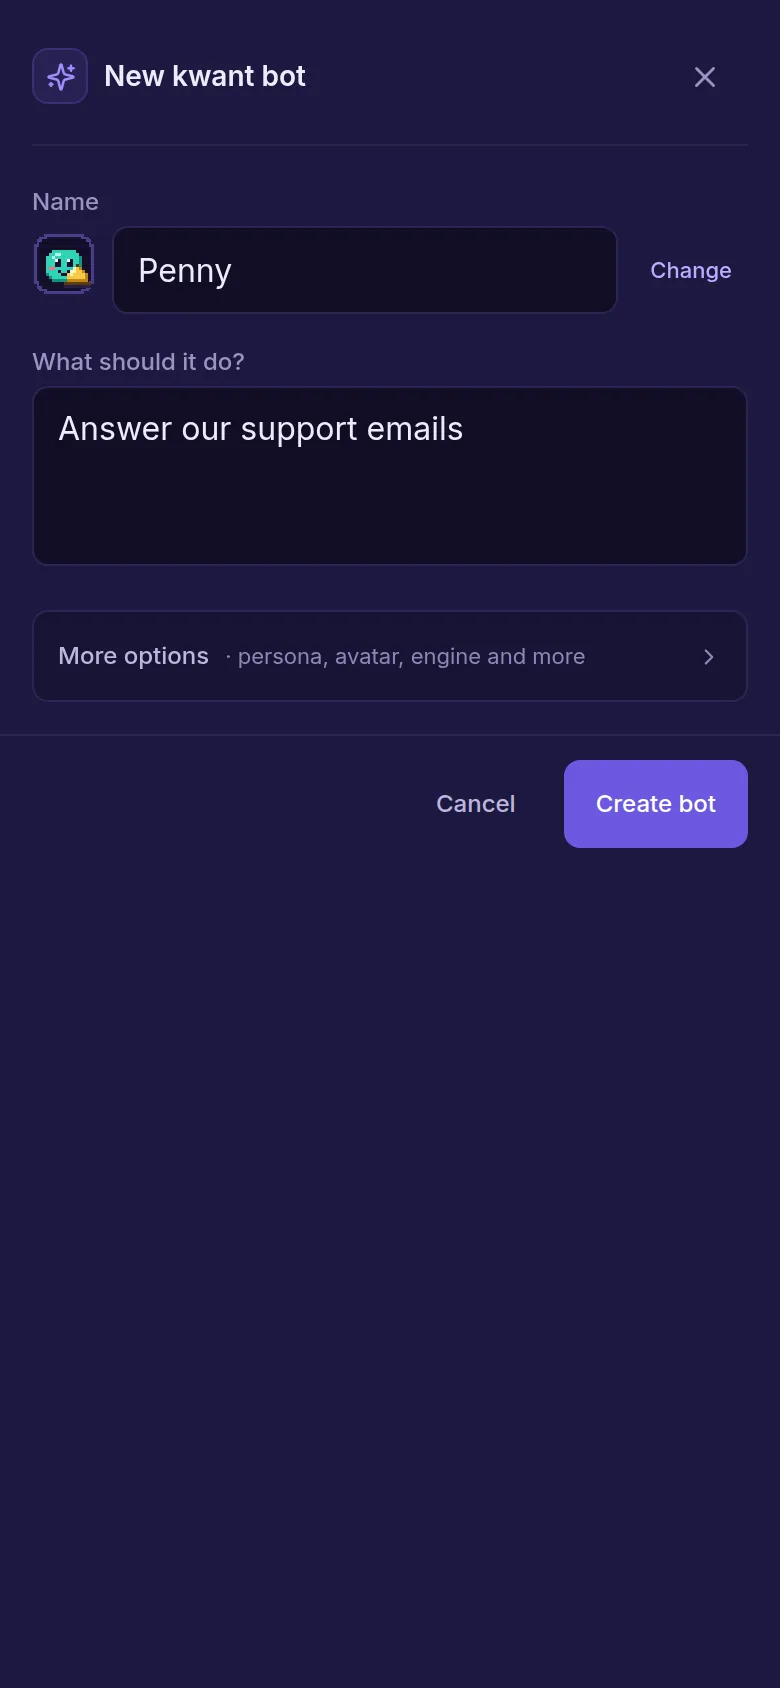 New kwant bot
Name
Penny
Change
What should it do?
Answer our support emails
More options · persona, avatar, engine and more
Cancel
Create bot